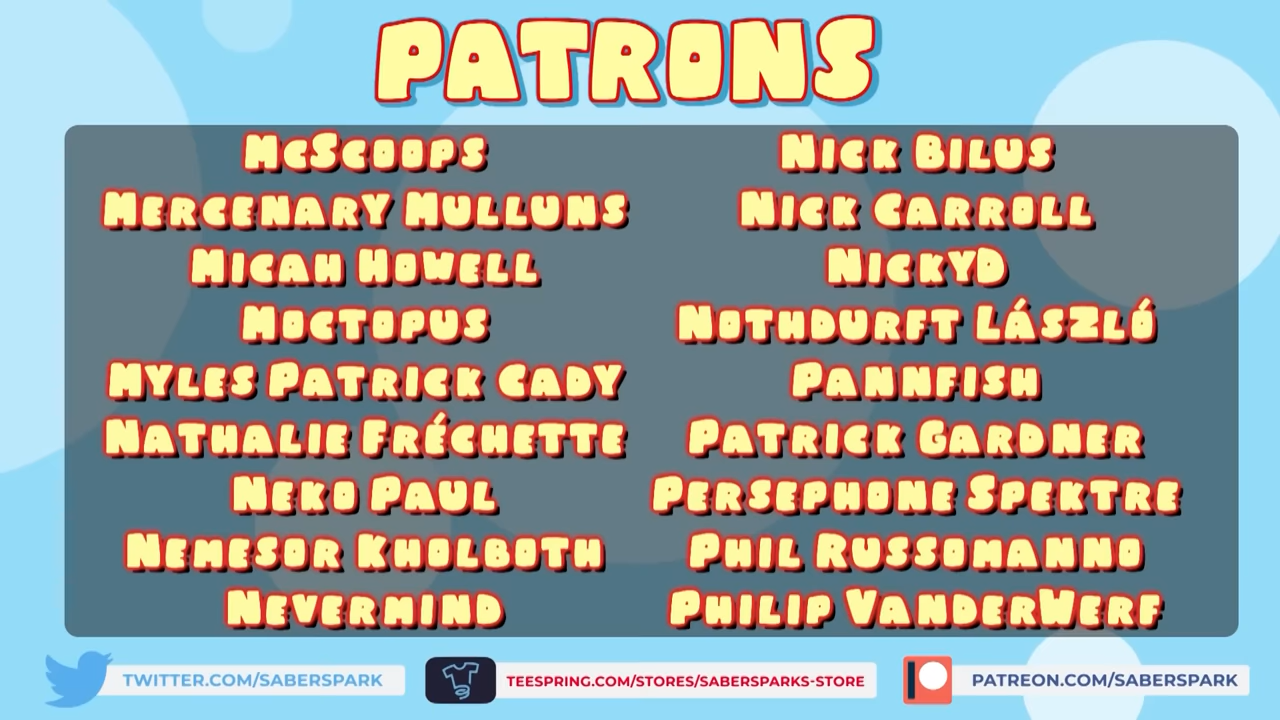 PATRONS
McScoops
Mercenary Mulluns
Micah Howell
Moctopus
Myles Patrick Cady
Nathalie Fréchette
Neko Paul
Nemesor Kholboth
Nevermind
Nick Bilus
Nick Carroll
NickyD
Nothdurft László
Pannfish
Patrick Gardner
Persephone Spektre
Phil Russomanno
Philip VanderWerf
TWITTER.COM/SABERSPARK
TEESPRING.COM/STORES/SABERSPARKS-STORE
PATREON.COM/SABERSPARK